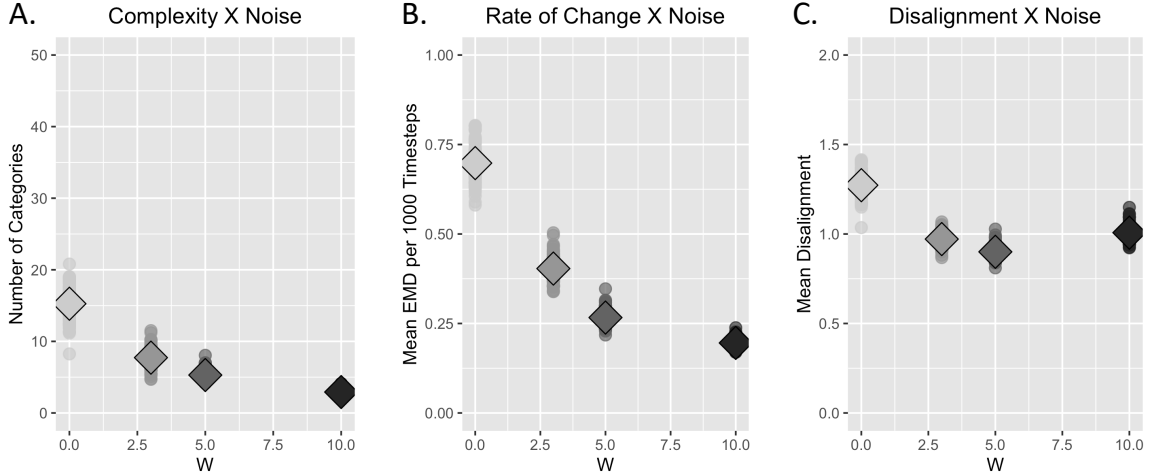 A.
Complexity X Noise
Number of Categories
50
40
30
20
10
0
0.0 2.5 5.0 7.5 10.0
W
B.
Rate of Change X Noise
Mean EMD per 1000 Timesteps
1.00
0.75
0.50
0.25
0.00
0.0 2.5 5.0 7.5 10.0
W
C.
Disalignment X Noise
Mean Disalignment
2.0
1.5
1.0
0.5
0.0
0.0 2.5 5.0 7.5 10.0
W